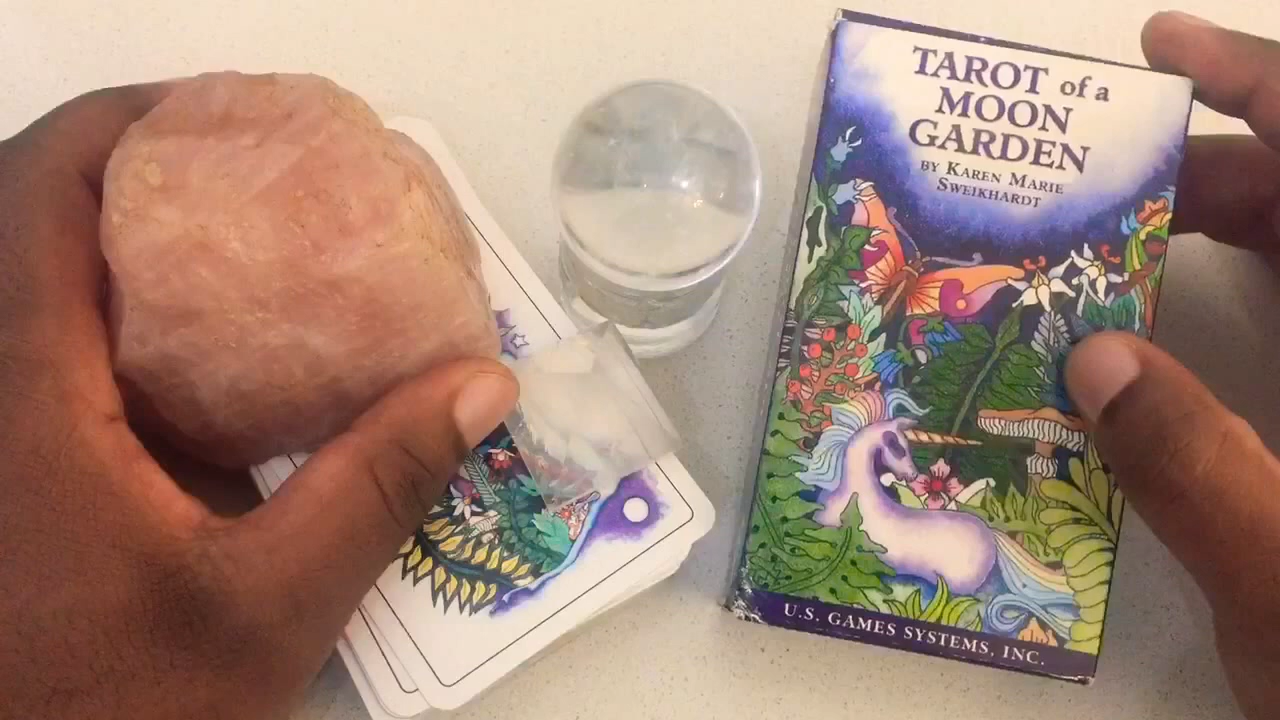 TAROT of a
MOON
GARDEN
BY KAREN MARIE
SWEIKHARDT
U.S. GAMES SYSTEMS, INC.